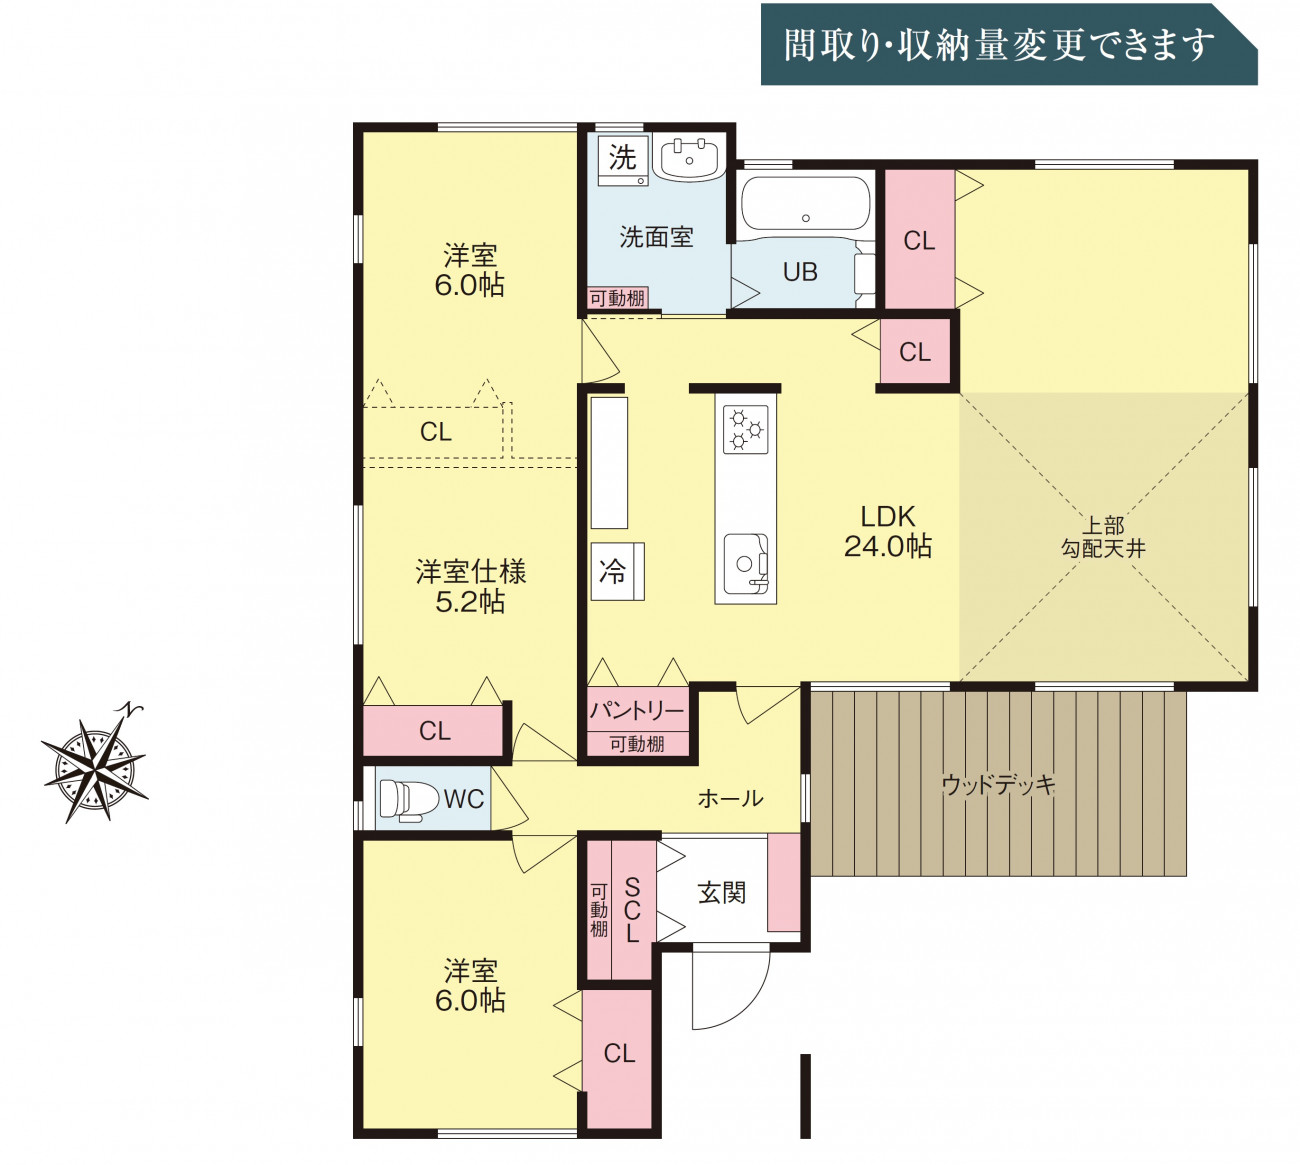 間取り・収納量変更できます
洗
洗面室
可動棚
UB
CL
洋室
6.0帖
CL
CL
冷
LDK
24.0帖
上部
勾配天井
洋室仕様
5.2帖
CL
パントリー
可動棚
N
WC
ホール
ウッドデッキ
可動棚
SCL
玄関
洋室
6.0帖
CL